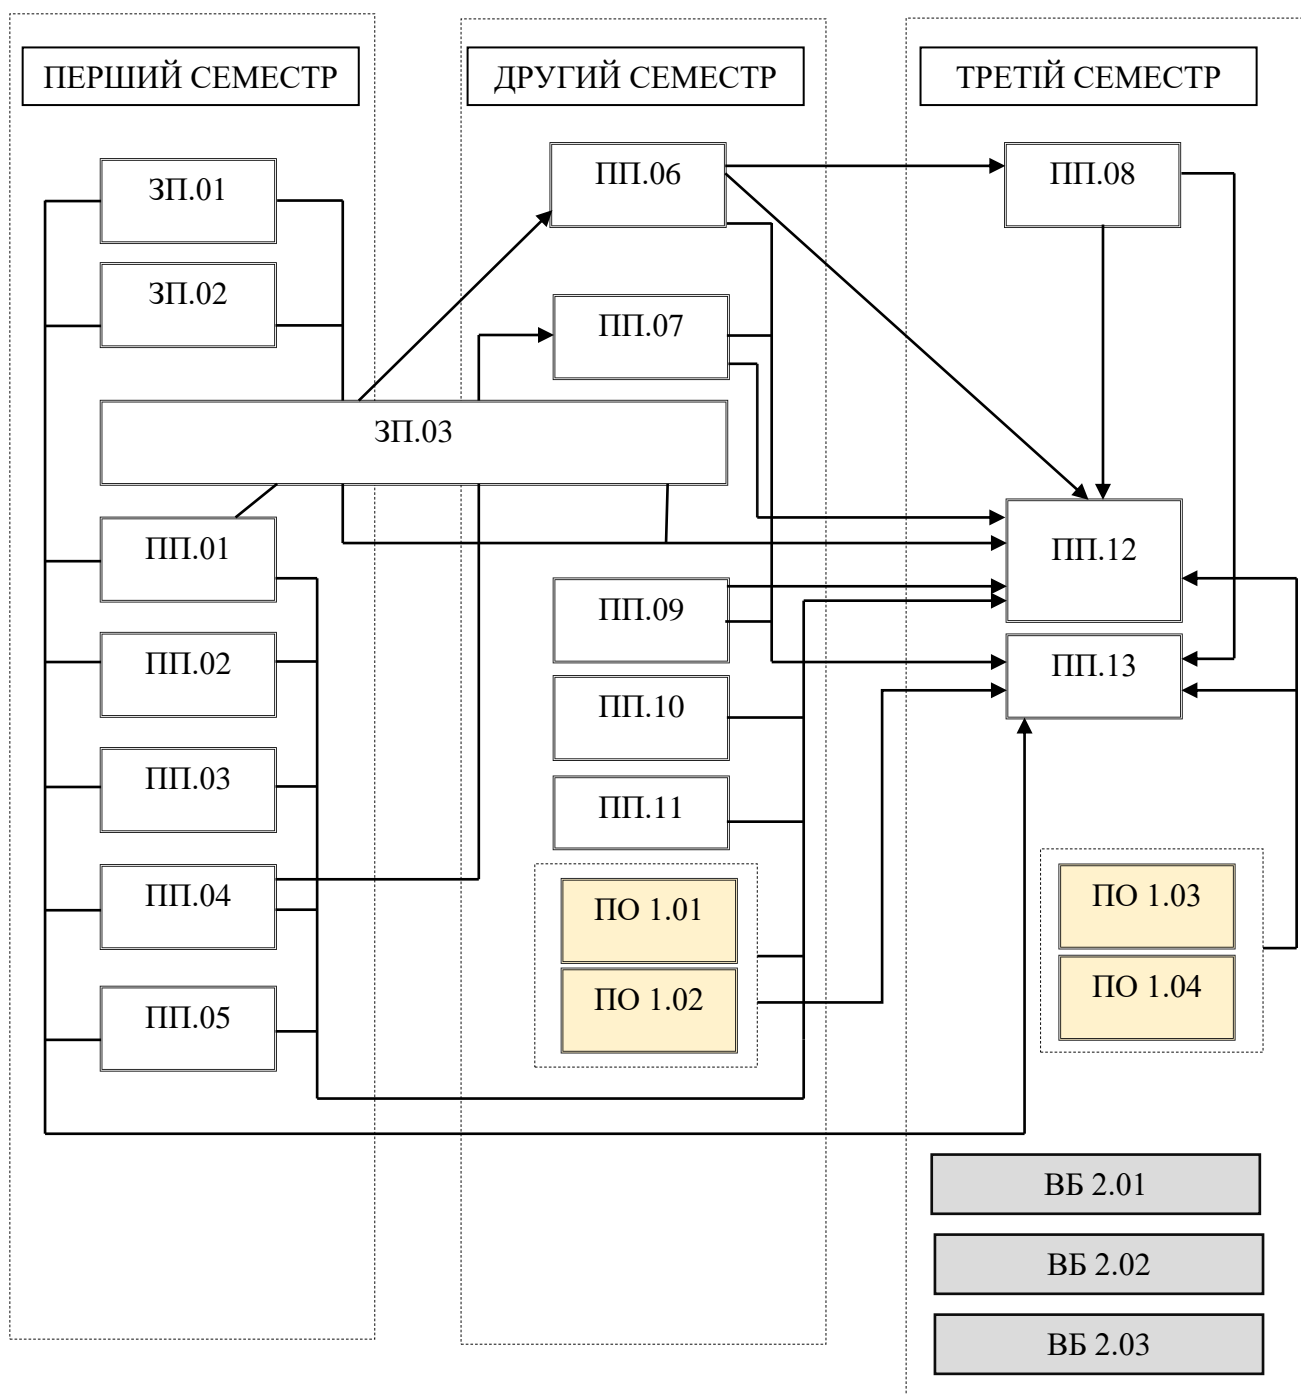 ПЕРШИЙ СЕМЕСТР
ДРУГИЙ СЕМЕСТР
ТРЕТІЙ СЕМЕСТР
ЗП.01
ЗП.02
ЗП.03
ПП.01
ПП.02
ПП.03
ПП.04
ПП.05
ПП.06
ПП.07
ПП.09
ПП.10
ПП.11
ПО 1.01
ПО 1.02
ПП.08
ПП.12
ПП.13
ПО 1.03
ПО 1.04
ВБ 2.01
ВБ 2.02
ВБ 2.03